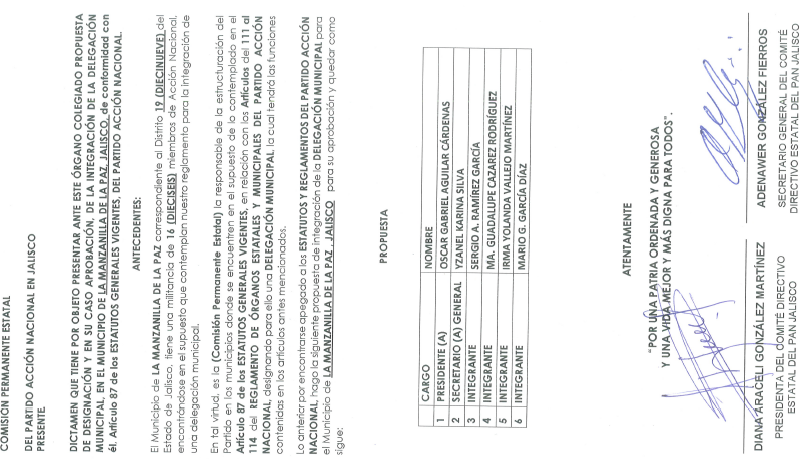 COMISIÓN PERMANENTE ESTATAL
DEL PARTIDO ACCIÓN NACIONAL EN JALISCO
PRESENTE.
DICTAMEN QUE TIENE POR OBJETO PRESENTAR ANTE ESTE ÓRGANO COLEGIADO PROPUESTA
DE DESIGNACIÓN Y EN SU CASO APROBACIÓN, DE LA INTEGRACIÓN DE LA DELEGACIÓN
MUNICIPAL, EN EL MUNICIPIO DE LA MANZANILLA DE LA PAZ, JALISCO, de conformidad con
él. Artículo 87 de los ESTATUTOS GENERALES VIGENTES, DEL PARTIDO ACCIÓN NACIONAL.
ANTECEDENTES:
El Municipio de LA MANZANILLA DE LA PAZ correspondiente al Distrito 19 (DIECINUEVE) del
Estado de Jalisco, tiene una militancia de 16 (DIECISEIS) miembros de Acción Nacional,
encontrándose en el supuesto que contemplan nuestro reglamento para la integración de
una delegación municipal.
En tal virtud, es la (Comisión Permanente Estatal) la responsable de la estructuración del
Partido en los municipios donde se encuentren en el supuesto de lo contemplado en el
Artículo 87 de los ESTATUTOS GENERALES VIGENTES, en relación con los Artículos del 111 al
114 del REGLAMENTO DE ÓRGANOS ESTATALES Y MUNICIPALES DEL PARTIDO ACCIÓN
NACIONAL, designando para ello una DELEGACIÓN MUNICIPAL, la cual tendrá las funciones
contenidas en los artículos antes mencionados.
Lo anterior por encontrarse apegado a los ESTATUTOS Y REGLAMENTOS DEL PARTIDO ACCIÓN
NACIONAL, hago la siguiente propuesta de integración de la DELEGACIÓN MUNICIPAL para
el Municipio de LA MANZANILLA DE LA PAZ , JALISCO para su aprobación y quedar como
sigue:
PROPUESTA
CARGO NOMBRE
1 PRESIDENTE (A) OSCAR GABRIEL AGUILAR CÁRDENAS
2 SECRETARIO (A) GENERAL YZANEL KARINA SILVA
3 INTEGRANTE SERGIO A. RAMÍREZ GARCÍA
4 INTEGRANTE MA. GUADALUPE CAZAREZ RODRÍGUEZ
5 INTEGRANTE IRMA YOLANDA VALLEJO MARTÍNEZ
6 INTEGRANTE MARIO G. GARCÍA DÍAZ
ATENTAMENTE
"POR UNA PATRIA ORDENADA Y GENEROSA
Y UNA VIDA MEJOR Y MÁS DIGNA PARA TODOS".
DIANA ARACELI GONZÁLEZ MARTÍNEZ
PRESIDENTA DEL COMITÉ DIRECTIVO
ESTATAL DEL PAN JALISCO
ADENAWER GONZÁLEZ FIERROS
SECRETARIO GENERAL DEL COMITÉ
DIRECTIVO ESTATAL DEL PAN JALISCO